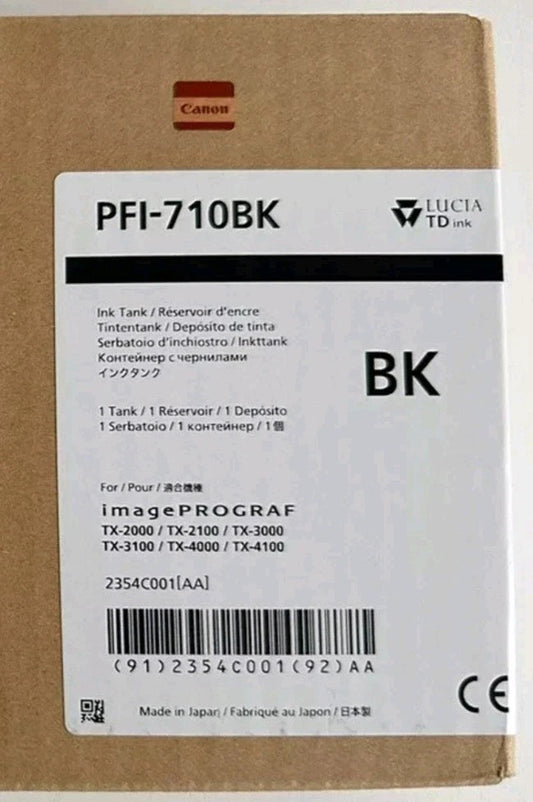 Canon
PFI-710BK
LUCIA
TD ink
Ink Tank / Réservoir d'encre
Tintentank / Depósito de tinta
Serbatoio d'inchiostro / Inkttank
Контейнер с чернилами
インクタンク
BK
1 Tank / 1 Réservoir / 1 Depósito
1 Serbatoio / 1 контейнер / 1個
For / Pour / 適合機種
imagePROGRAF
TX-2000 / TX-2100 / TX-3000
TX-3100 / TX-4000 / TX-4100
2354C001[AA]
(91)2354C001(92)AA
CE
Made in Japan / Fabriqué au Japon / 日本製